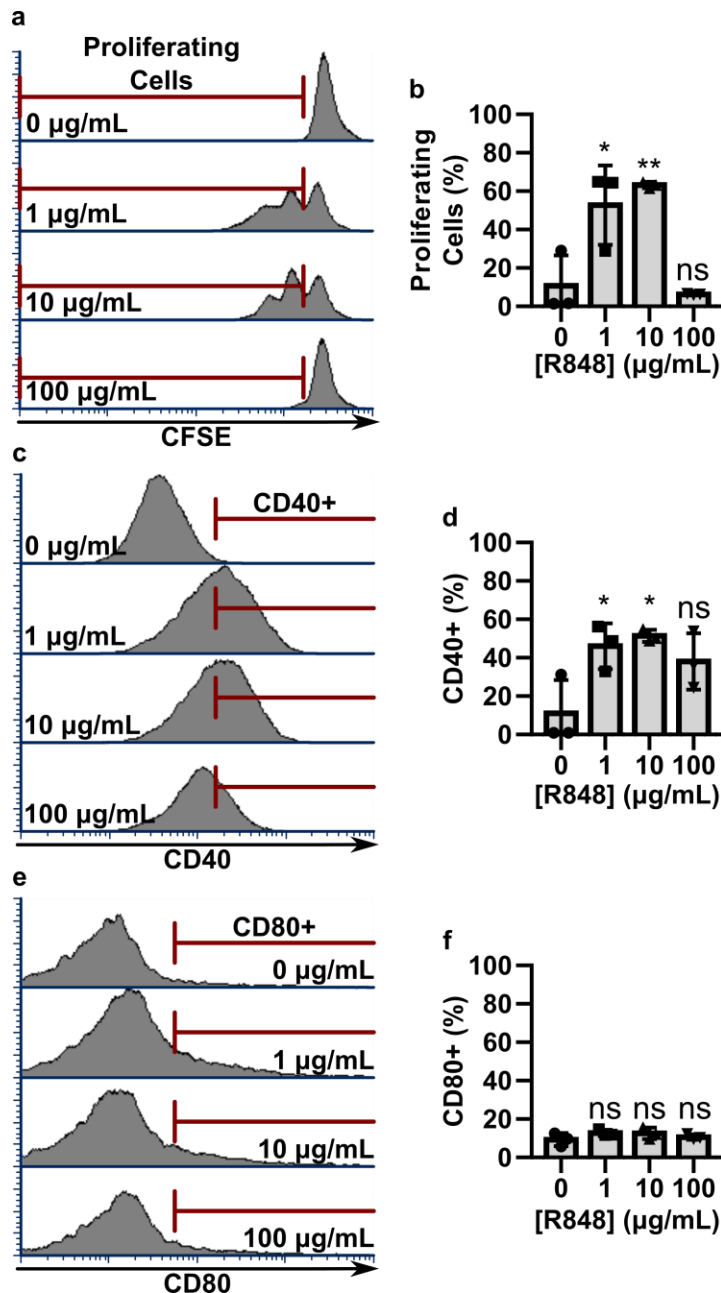 a
Proliferating
Cells
0 µg/mL
1 µg/mL
10 µg/mL
100 µg/mL
CFSE
b
Proliferating
Cells (%)
100
80
60
40
20
0
*
**
ns
0 1 10 100
[R848] (µg/mL)
c
CD40+
0 µg/mL
1 µg/mL
10 µg/mL
100 µg/mL
CD40
d
CD40+ (%)
100
80
60
40
20
0
*
*
ns
0 1 10 100
[R848] (µg/mL)
e
CD80+
0 µg/mL
1 µg/mL
10 µg/mL
100 µg/mL
CD80
f
CD80+ (%)
100
80
60
40
20
0
ns ns ns
0 1 10 100
[R848] (µg/mL)